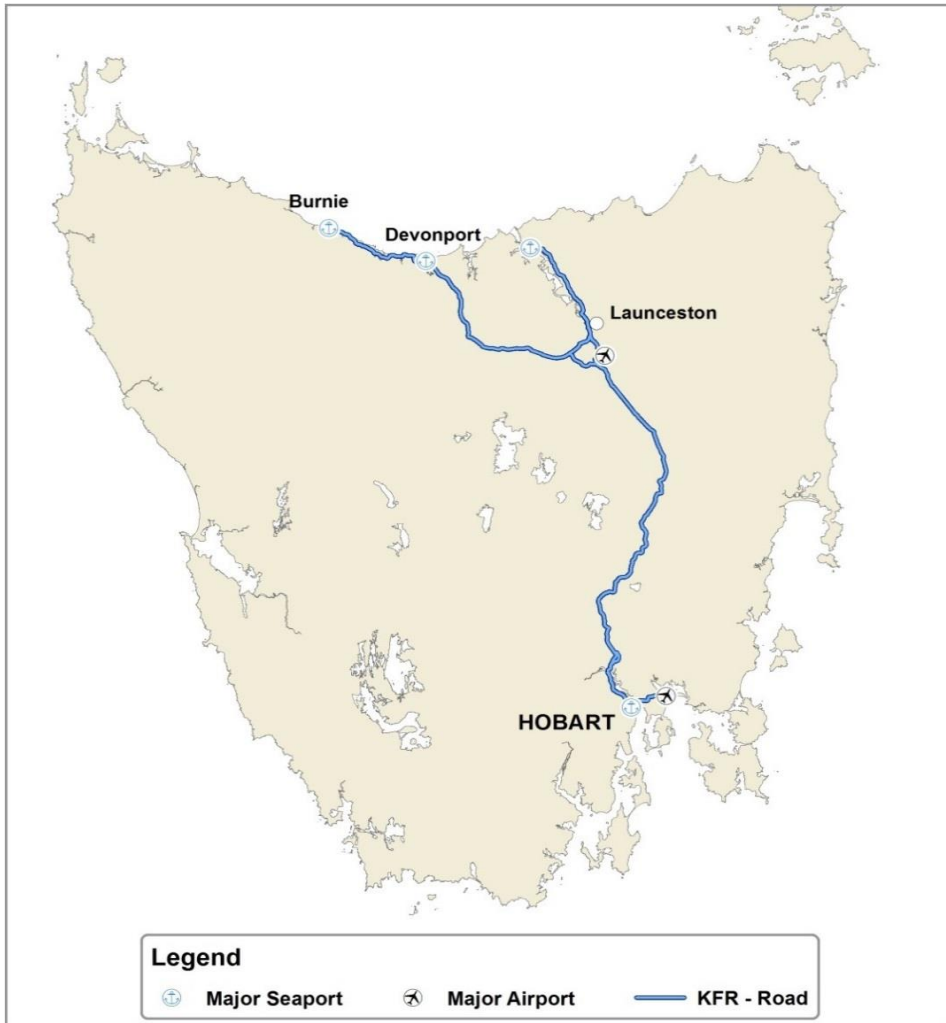 Burnie
Devonport
Launceston
HOBART
Legend
Major Seaport
Major Airport
KFR - Road